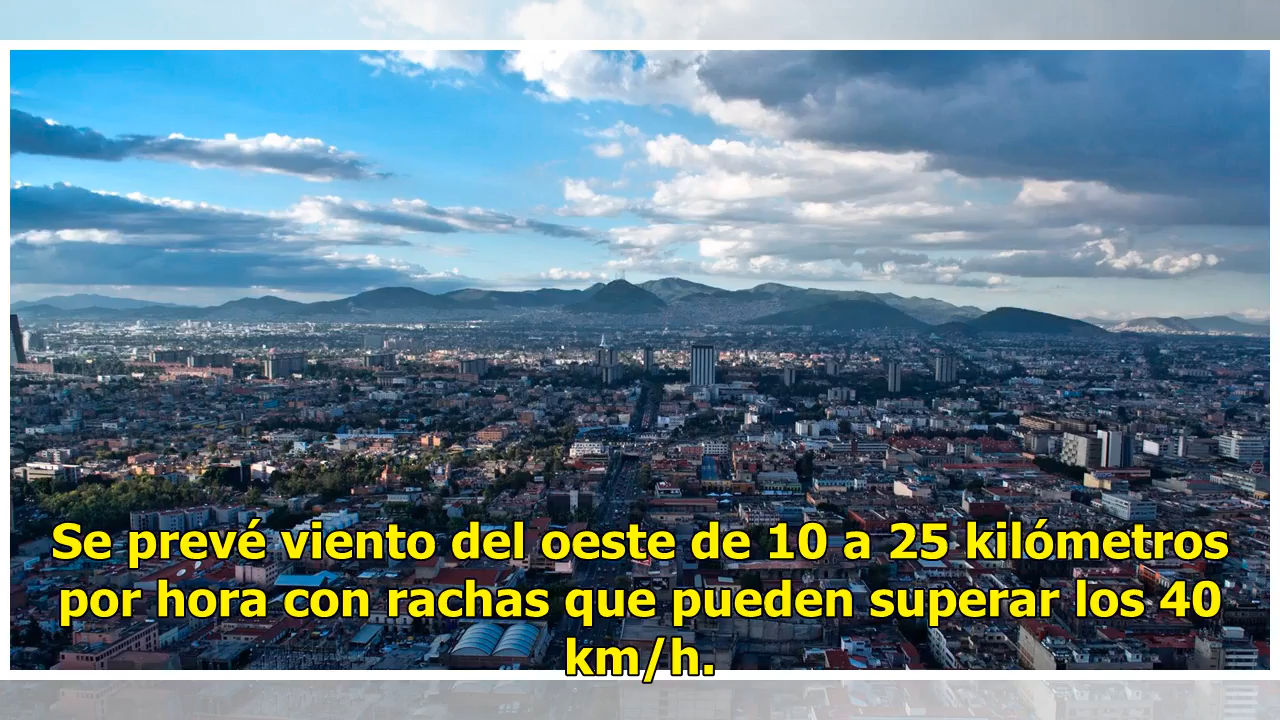 Se prevé viento del oeste de 10 a 25 kilómetros
por hora con rachas que pueden superar los 40
km/h.